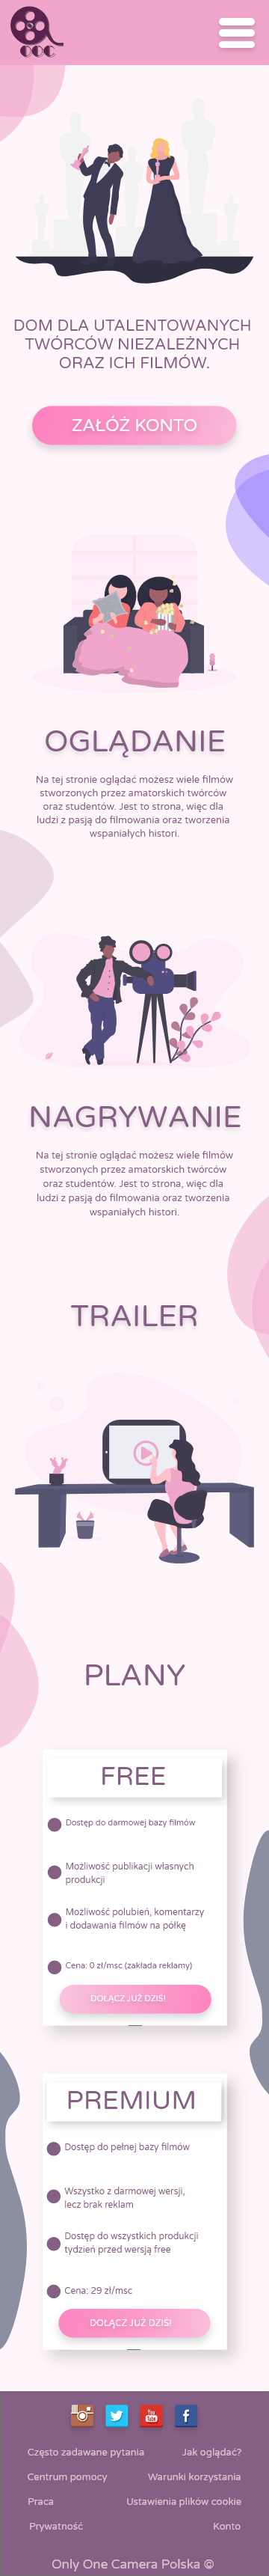 OOC
DOM DLA UTALENTOWANYCH
TWÓRCÓW NIEZALEŻNYCH
ORAZ ICH FILMÓW.
ZAŁÓŻ KONTO
OGLĄDANIE
Na tej stronie oglądać możesz wiele filmów
stworzonych przez amatorskich twórców
oraz studentów. Jest to strona, więc dla
ludzi z pasją do filmowania oraz tworzenia
wspaniałych histori.
NAGRYWANIE
Na tej stronie oglądać możesz wiele filmów
stworzonych przez amatorskich twórców
oraz studentów. Jest to strona, więc dla
ludzi z pasją do filmowania oraz tworzenia
wspaniałych histori.
TRAILER
PLANY
FREE
Dostęp do darmowej bazy filmów
Możliwość publikacji własnych
produkcji
Możliwość polubień, komentarzy
i dodawania filmów na półkę
Cena: 0 zł/msc (zakłada reklamy)
DOŁĄCZ JUŻ DZIŚ!
PREMIUM
Dostęp do pełnej bazy filmów
Wszystko z darmowej wersji,
lecz brak reklam
Dostęp do wszystkich produkcji
tydzień przed wersją free
Cena: 29 zł/msc
DOŁĄCZ JUŻ DZIŚ!
You Tube
f
Często zadawane pytania Jak oglądać?
Centrum pomocy Warunki korzystania
Praca Ustawienia plików cookie
Prywatność Konto
Only One Camera Polska ©